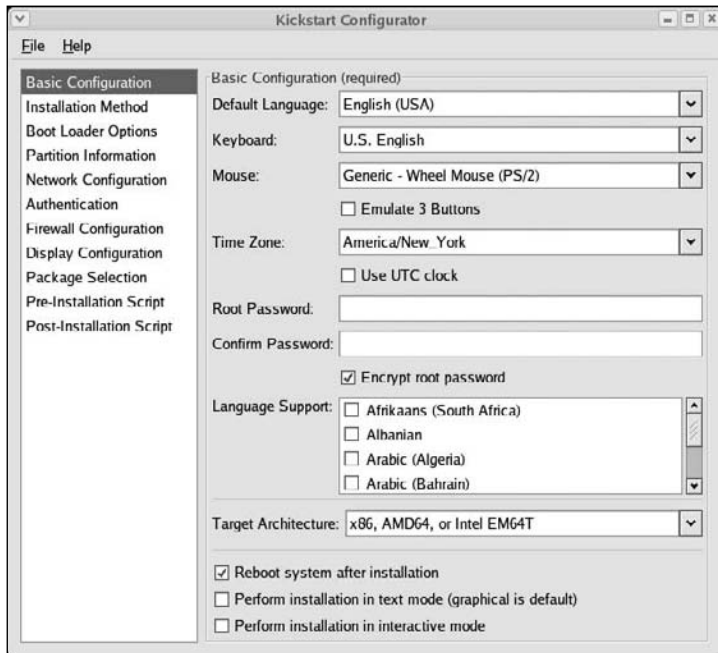 Kickstart Configurator
File Help
Basic Configuration
Installation Method
Boot Loader Options
Partition Information
Network Configuration
Authentication
Firewall Configuration
Display Configuration
Package Selection
Pre-Installation Script
Post-Installation Script
Basic Configuration (required)
Default Language: English (USA)
Keyboard: U.S. English
Mouse: Generic - Wheel Mouse (PS/2)
Emulate 3 Buttons
Time Zone: America/New_York
Use UTC clock
Root Password:
Confirm Password:
Encrypt root password
Language Support: Afrikaans (South Africa)
Albanian
Arabic (Algeria)
Arabic (Bahrain)
Target Architecture: x86, AMD64, or Intel EM64T
Reboot system after installation
Perform installation in text mode (graphical is default)
Perform installation in interactive mode